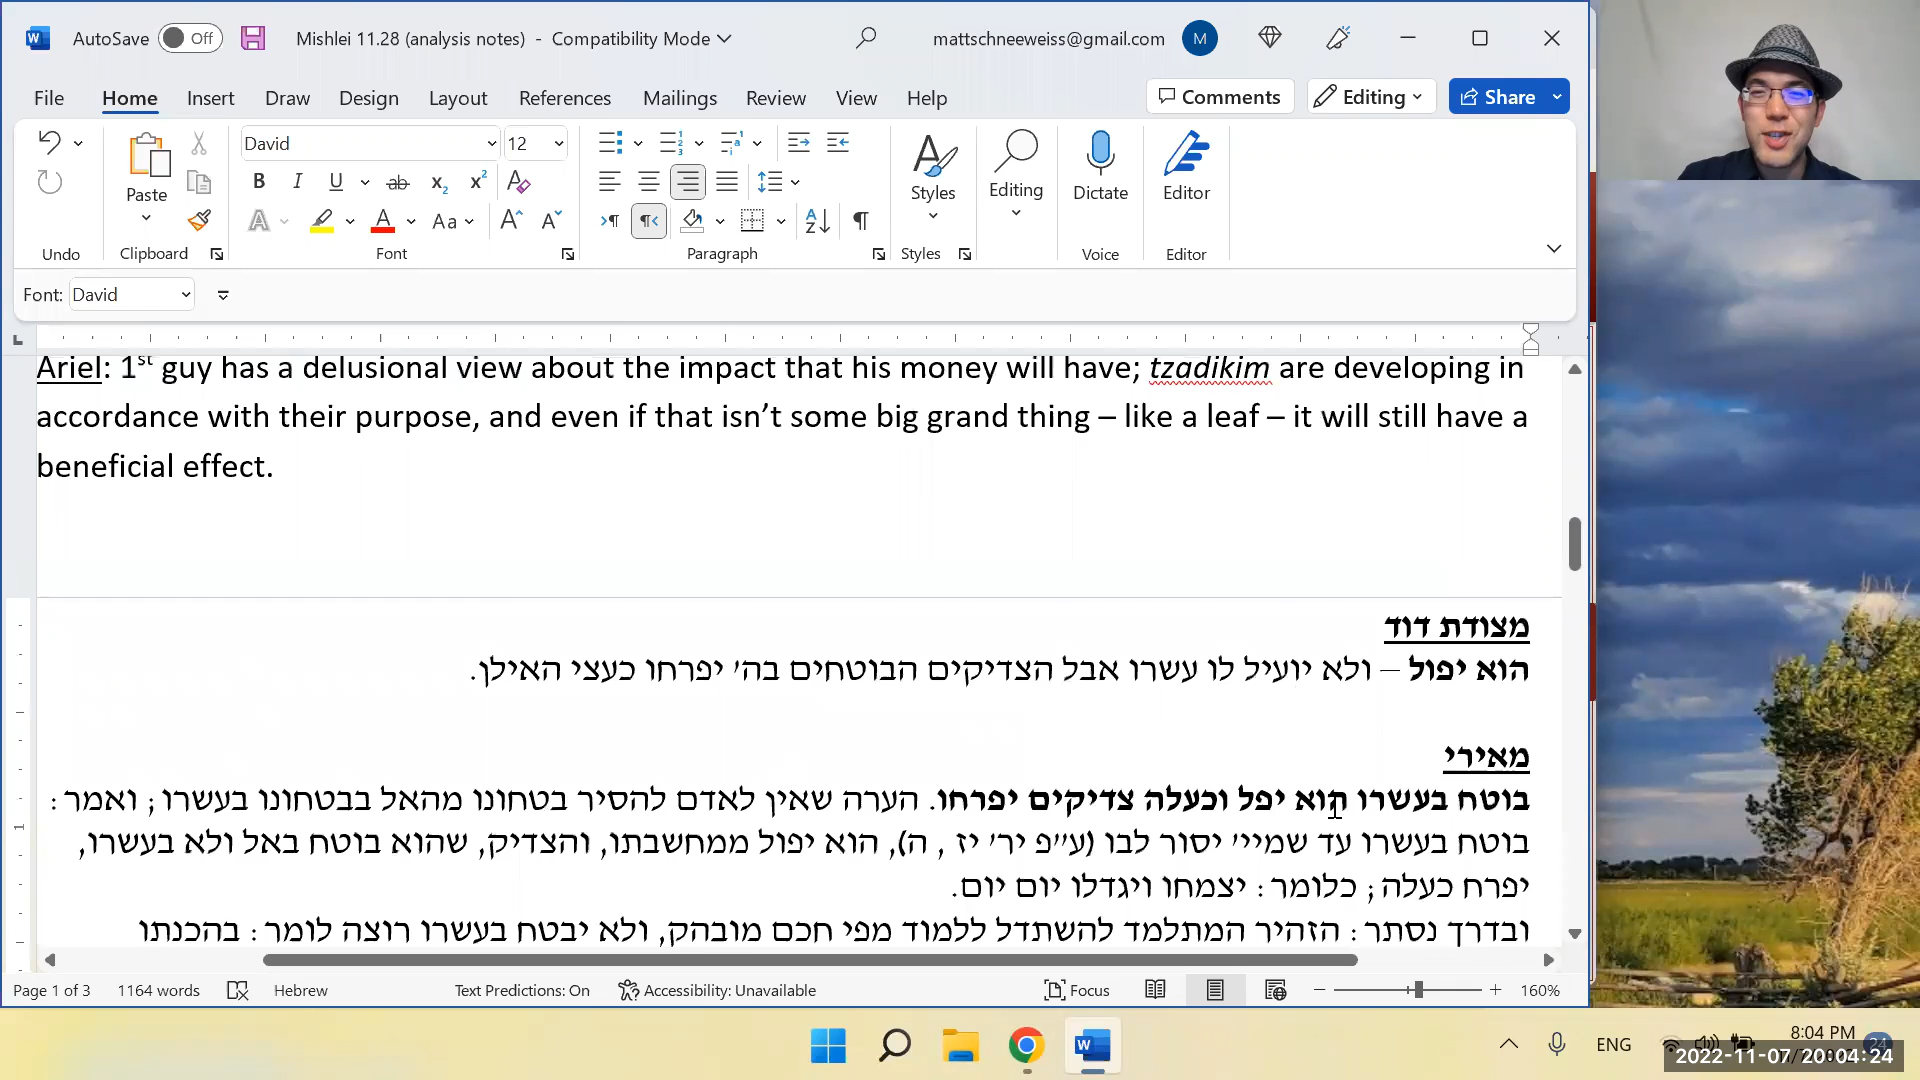 AutoSave Off Mishlei 11.28 (analysis notes) - Compatibility Mode mattschneeweiss@gmail.com M
File Home Insert Draw Design Layout References Mailings Review View Help Comments Editing Share
David 12
Paste Styles Editing Dictate Editor
Undo Clipboard Font Paragraph Styles Voice Editor
Font: David
Ariel: 1st guy has a delusional view about the impact that his money will have; tzadikim are developing in
accordance with their purpose, and even if that isn’t some big grand thing – like a leaf – it will still have a
beneficial effect.
מצודת דוד
הוא יפול – ולא יועיל לו עשרו אבל הצדיקים הבוטחים בה' יפרחו כעצי האילן.
מאירי
בוטח בעשרו הוא יפל וכעלה צדיקים יפרחו. הערה שאין לאדם להסיר בטחונו מהאל בבטחונו בעשרו; ואמר:
בוטח בעשרו עד שמיי' יסור לבו (ע"פ יר' יז , ה), הוא יפול ממחשבתו, והצדיק, שהוא בוטח באל ולא בעשרו,
יפרח כעלה; כלומר: יצמחו ויגדלו יום יום.
ובדרך נסתר: הזהיר המתלמד להשתדל ללמוד מפי חכם מובהק, ולא יבטח בעשרו רוצה לומר: בהכנתו
Page 1 of 3 1164 words Hebrew Text Predictions: On Accessibility: Unavailable Focus 160%
ENG 8:04 PM 24
2022-11-07 20:04:24